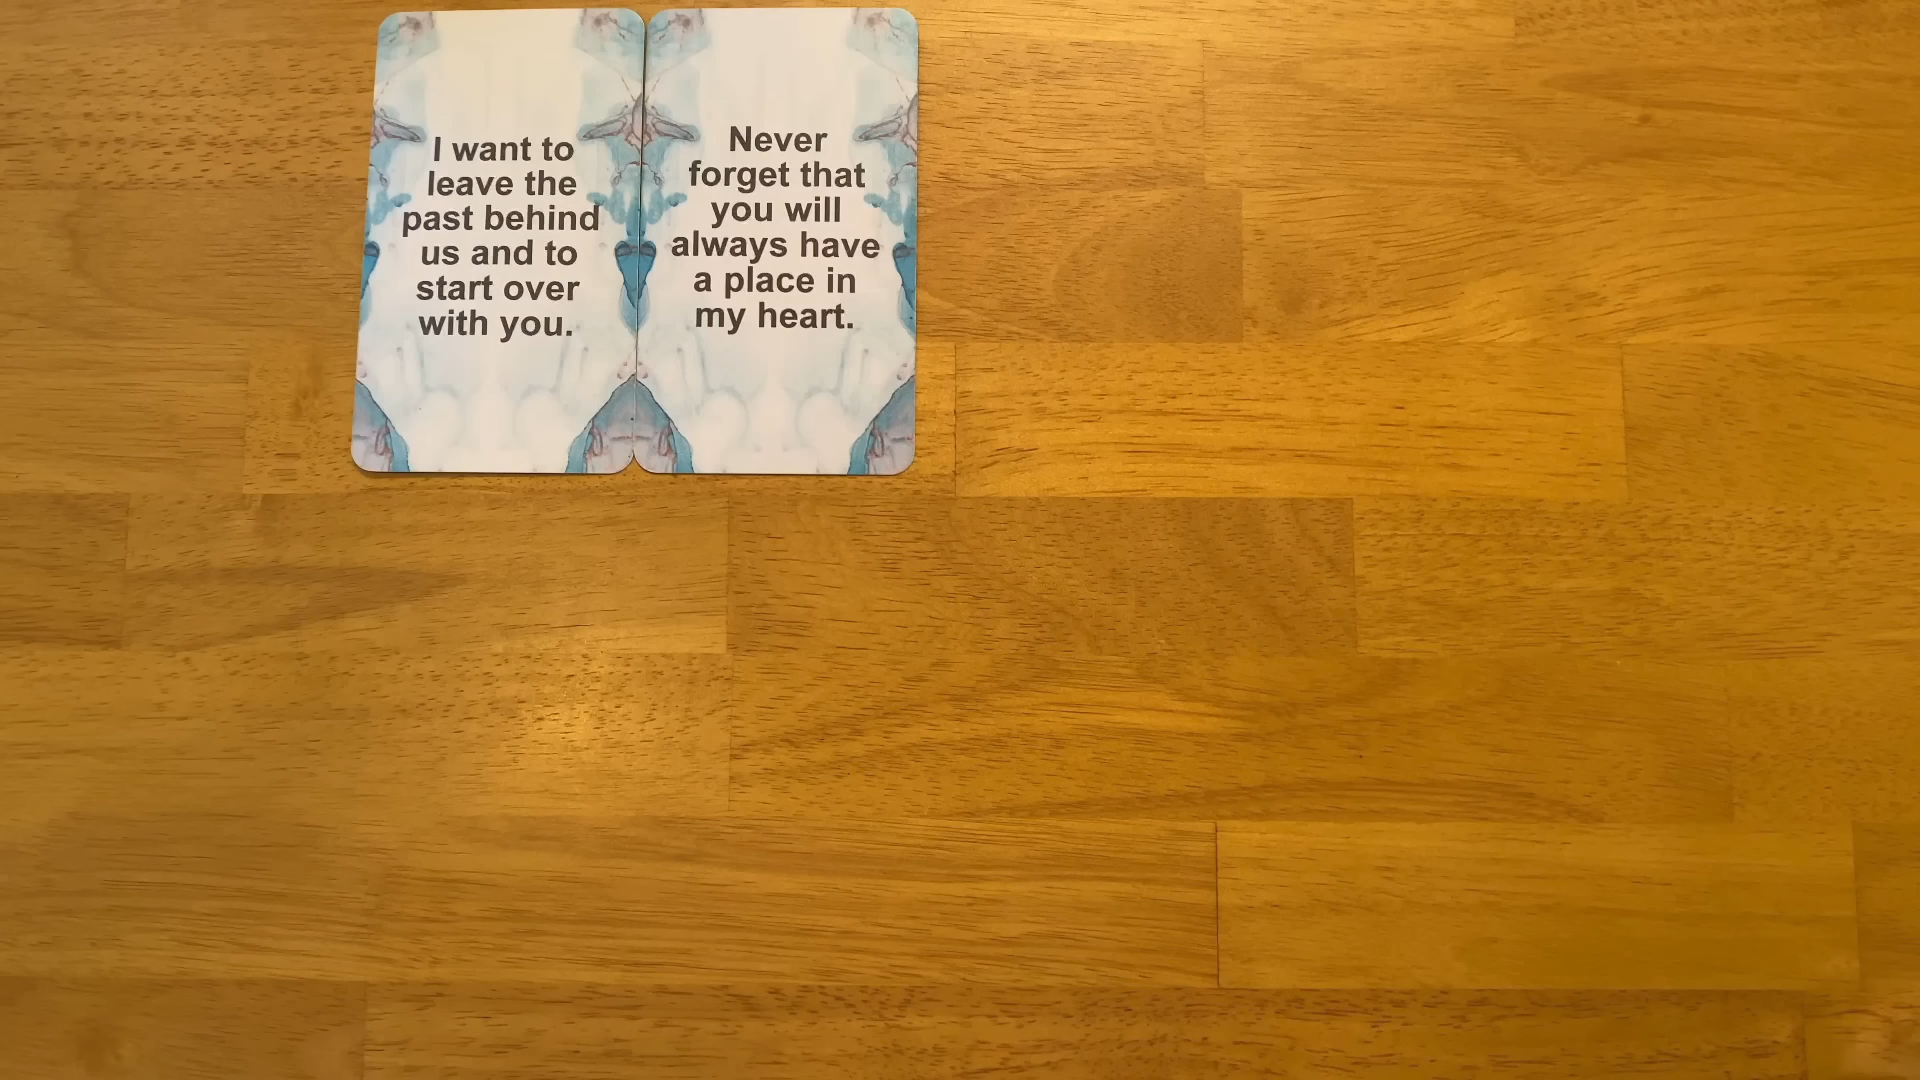 I want to
leave the
past behind
us and to
start over
with you.
Never
forget that
you will
always have
a place in
my heart.